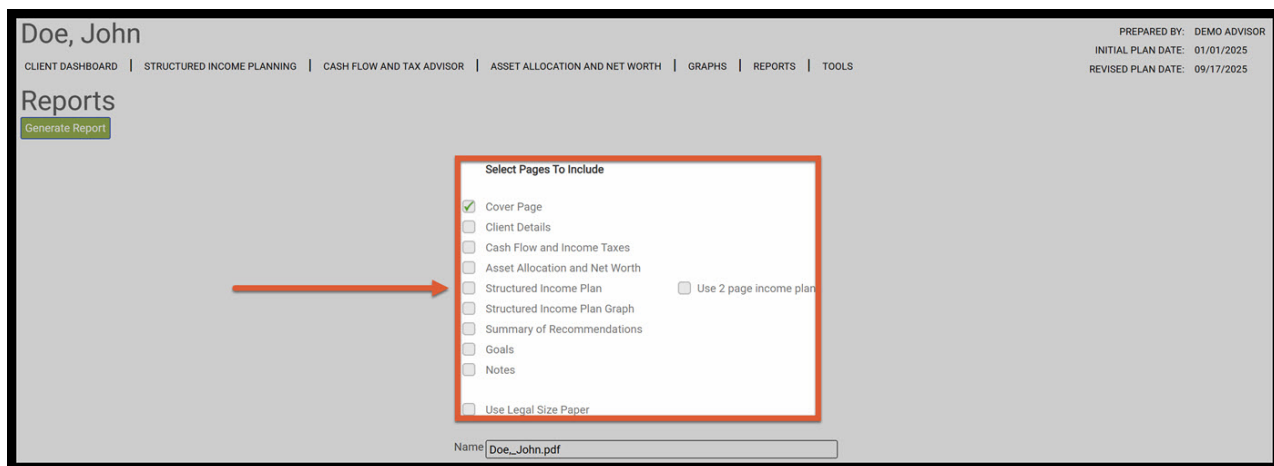 Doe, John
PREPARED BY: DEMO ADVISOR
INITIAL PLAN DATE: 01/01/2025
CLIENT DASHBOARD | STRUCTURED INCOME PLANNING | CASH FLOW AND TAX ADVISOR | ASSET ALLOCATION AND NET WORTH | GRAPHS | REPORTS | TOOLS
REVISED PLAN DATE: 09/17/2025
Reports
Generate Report
Select Pages To Include
Cover Page
Client Details
Cash Flow and Income Taxes
Asset Allocation and Net Worth
Structured Income Plan Use 2 page income plan
Structured Income Plan Graph
Summary of Recommendations
Goals
Notes
Use Legal Size Paper
Name Doe,_John.pdf